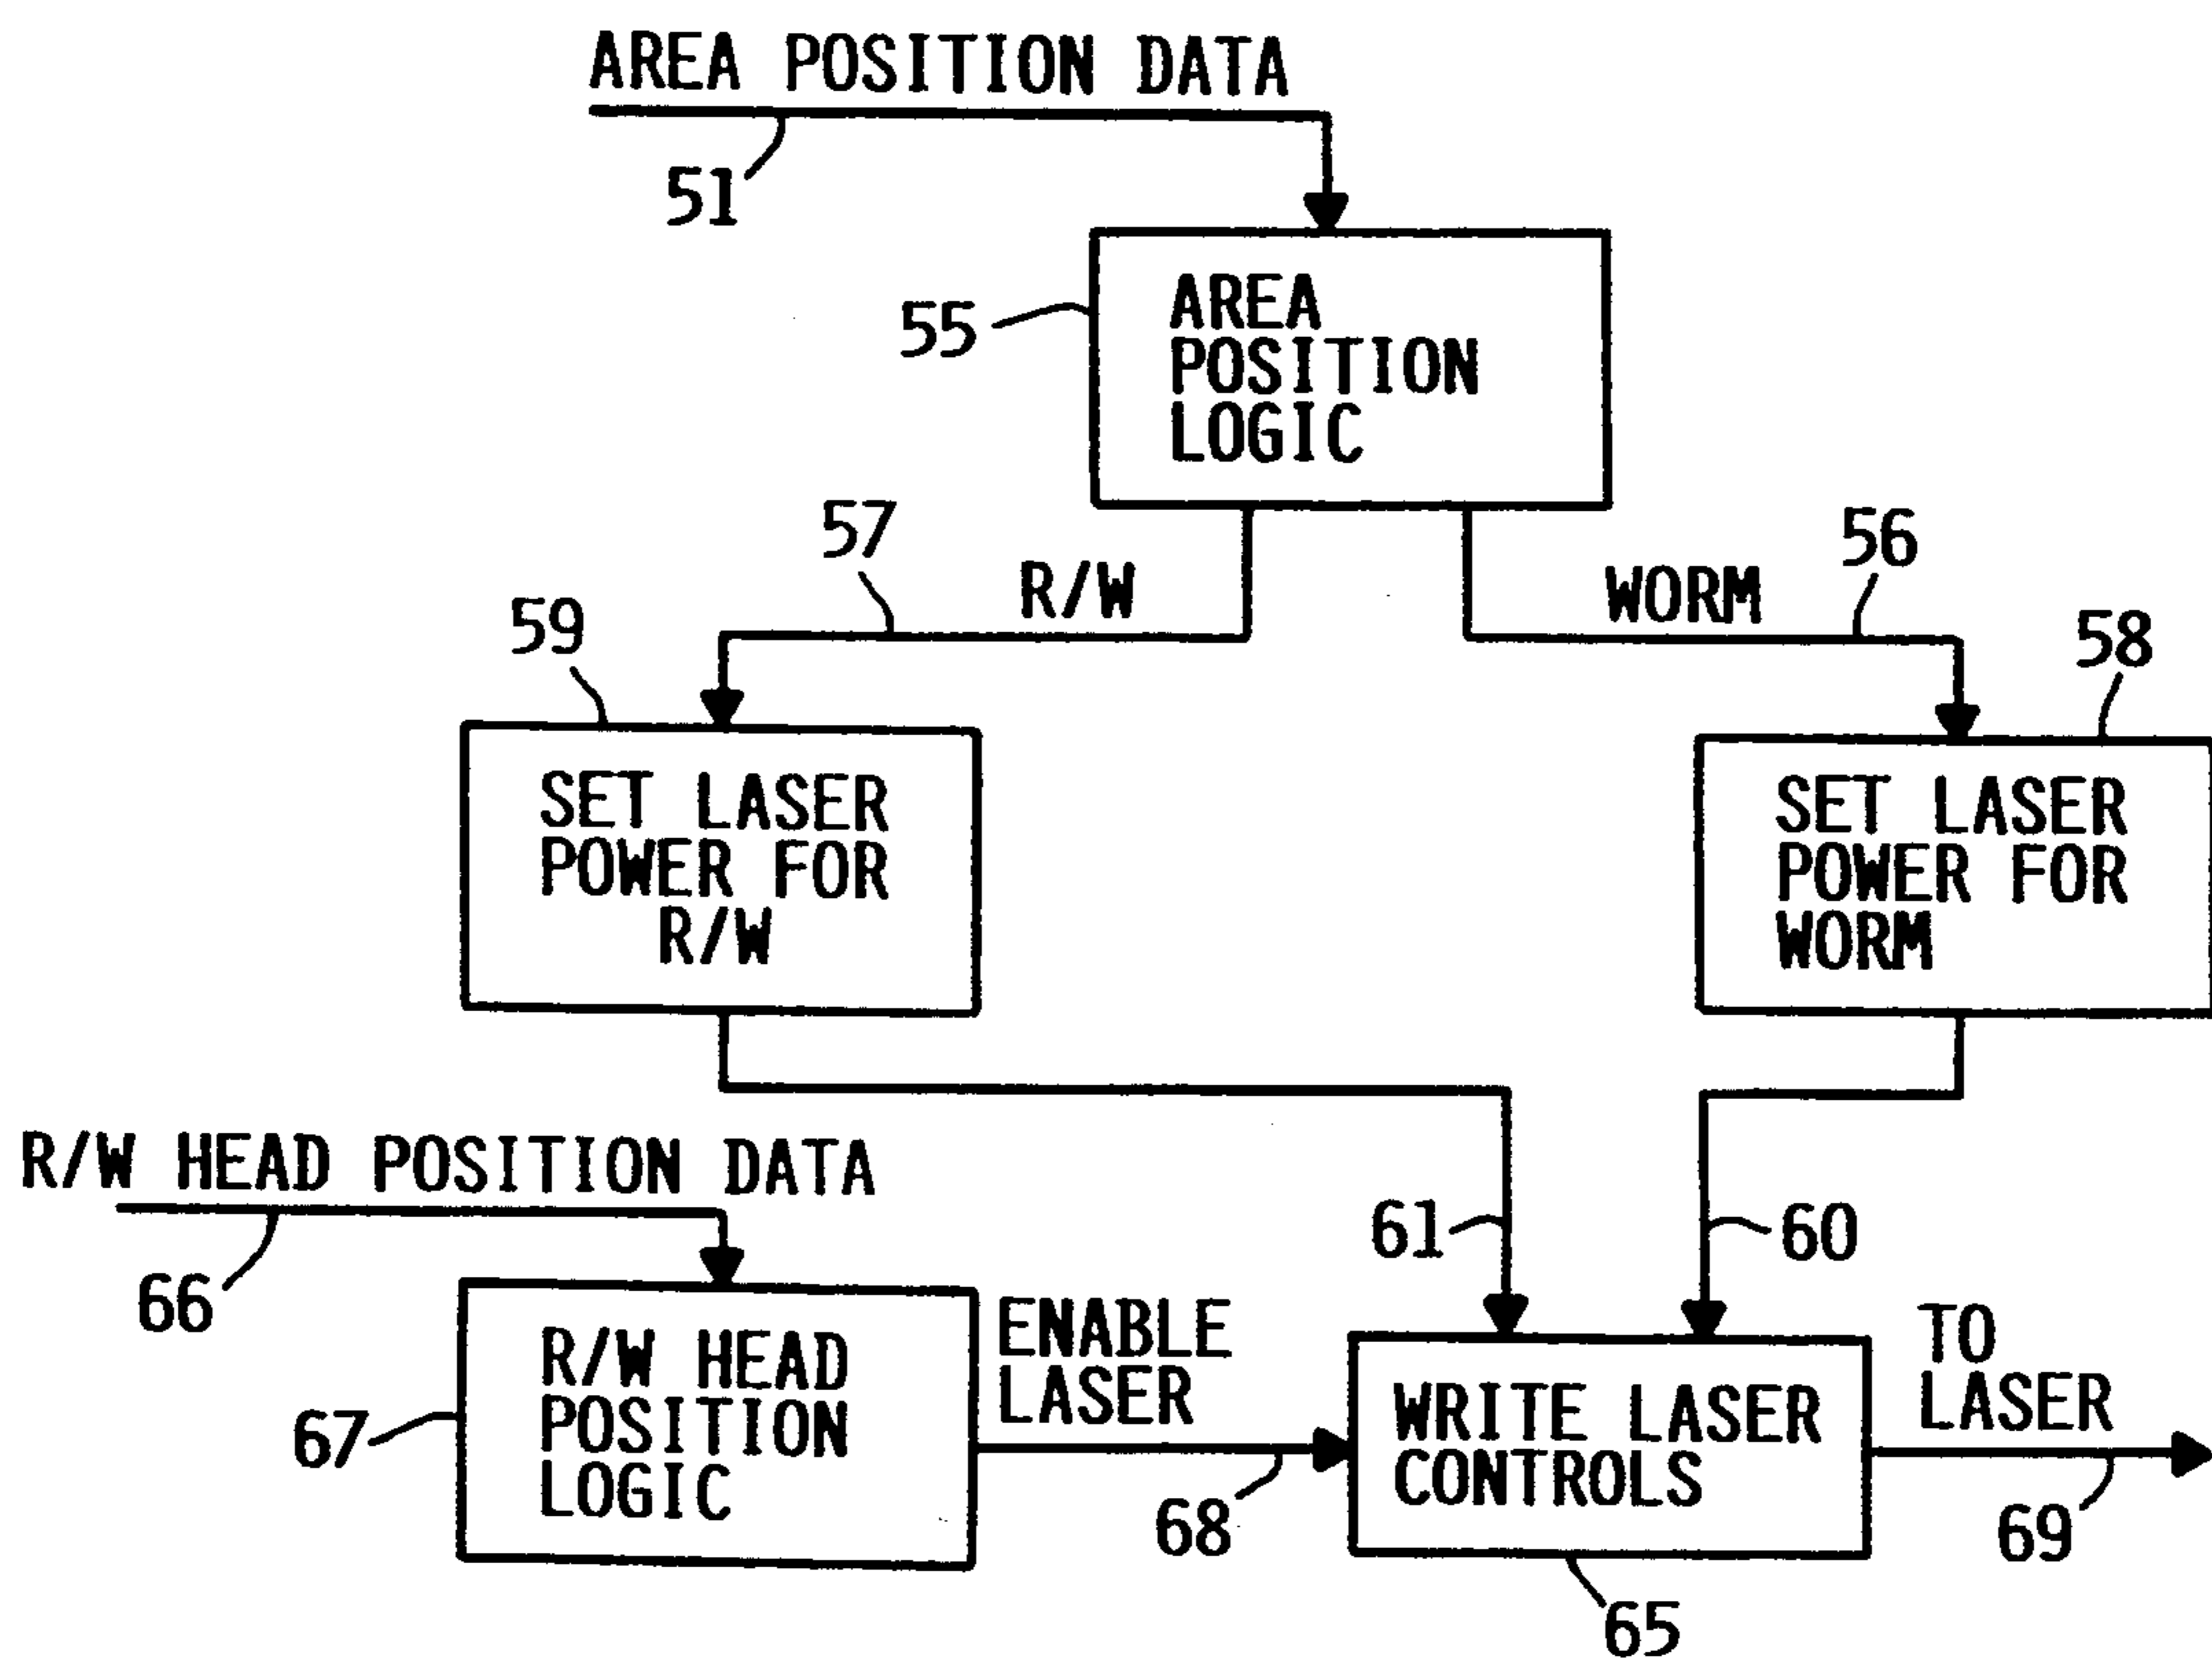 AREA POSITION DATA
51
55
AREA
POSITION
LOGIC
57
R/W
WORM
56
59
58
SET LASER
POWER FOR
R/W
SET LASER
POWER FOR
WORM
R/W HEAD POSITION DATA
66
61
60
67
R/W HEAD
POSITION
LOGIC
ENABLE
LASER
68
WRITE LASER
CONTROLS
TO
LASER
69
65